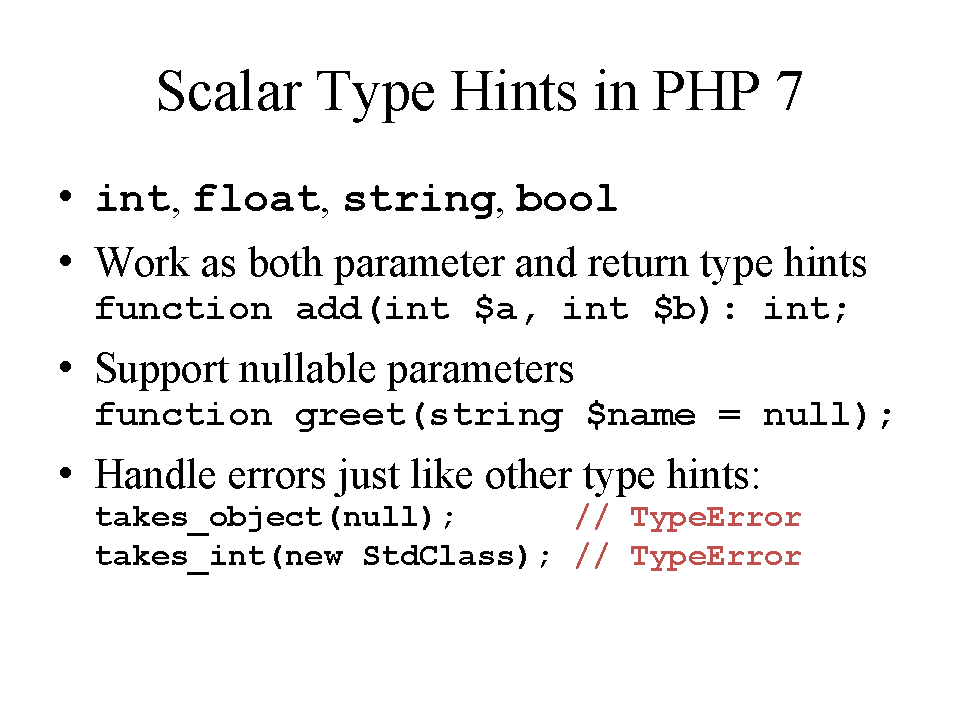 Scalar Type Hints in PHP 7
• int, float, string, bool
• Work as both parameter and return type hints
function add(int $a, int $b): int;
• Support nullable parameters
function greet(string $name = null);
• Handle errors just like other type hints:
takes_object(null);      // TypeError
takes_int(new StdClass); // TypeError